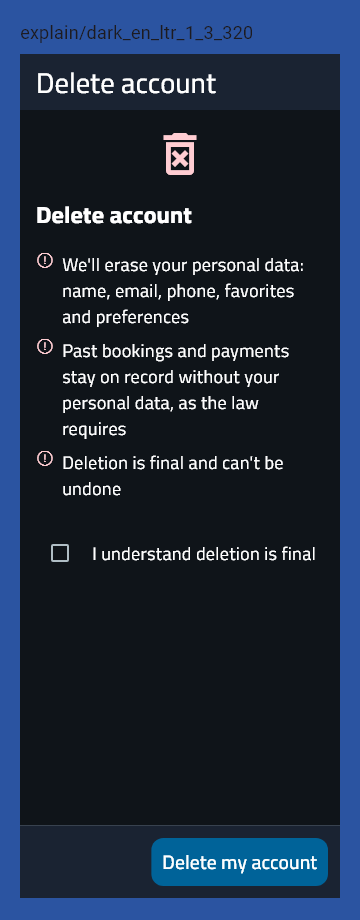 explain/dark_en_ltr_1_3_320
Delete account
Delete account
We'll erase your personal data:
name, email, phone, favorites
and preferences
Past bookings and payments
stay on record without your
personal data, as the law
requires
Deletion is final and can't be
undone
I understand deletion is final
Delete my account